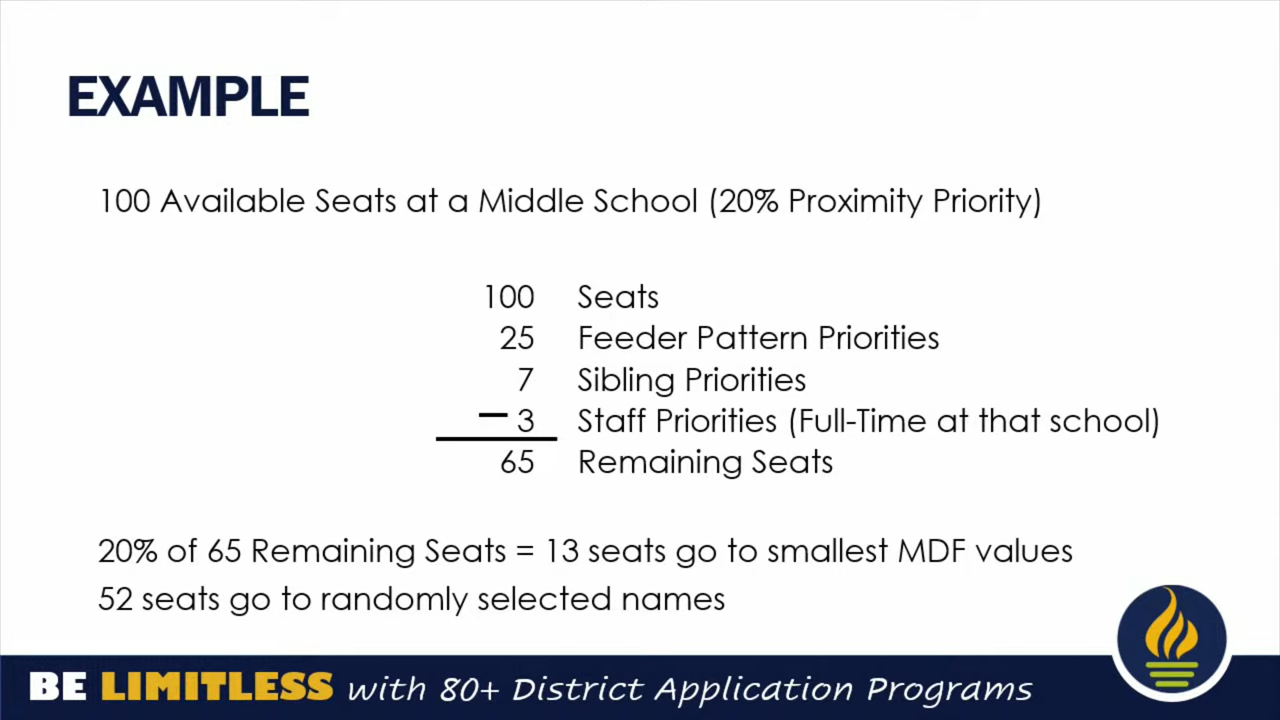 EXAMPLE
100 Available Seats at a Middle School (20% Proximity Priority)
100 Seats
25 Feeder Pattern Priorities
7 Sibling Priorities
— 3 Staff Priorities (Full-Time at that school)
65 Remaining Seats
20% of 65 Remaining Seats = 13 seats go to smallest MDF values
52 seats go to randomly selected names
BE LIMITLESS with 80+ District Application Programs